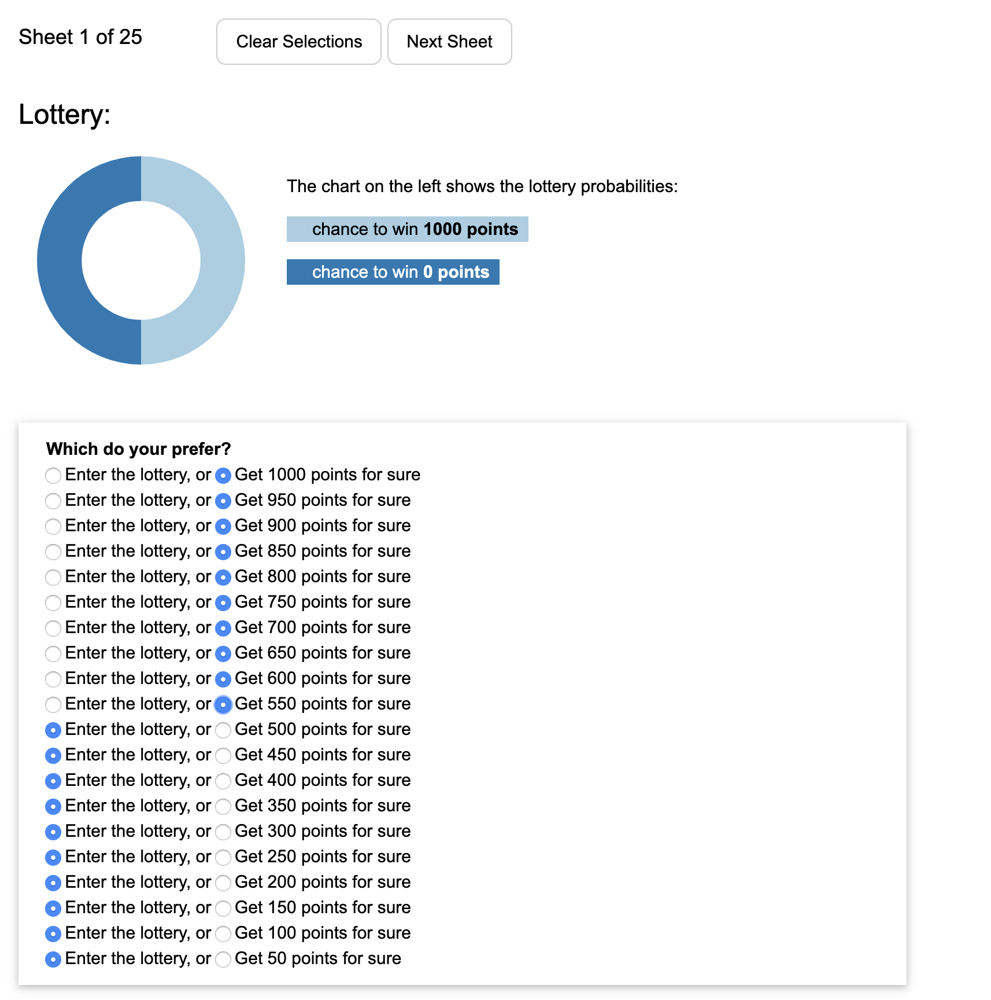 Sheet 1 of 25
Clear Selections
Next Sheet
Lottery:
The chart on the left shows the lottery probabilities:
chance to win 1000 points
chance to win 0 points
Which do your prefer?
Enter the lottery, or Get 1000 points for sure
Enter the lottery, or Get 950 points for sure
Enter the lottery, or Get 900 points for sure
Enter the lottery, or Get 850 points for sure
Enter the lottery, or Get 800 points for sure
Enter the lottery, or Get 750 points for sure
Enter the lottery, or Get 700 points for sure
Enter the lottery, or Get 650 points for sure
Enter the lottery, or Get 600 points for sure
Enter the lottery, or Get 550 points for sure
Enter the lottery, or Get 500 points for sure
Enter the lottery, or Get 450 points for sure
Enter the lottery, or Get 400 points for sure
Enter the lottery, or Get 350 points for sure
Enter the lottery, or Get 300 points for sure
Enter the lottery, or Get 250 points for sure
Enter the lottery, or Get 200 points for sure
Enter the lottery, or Get 150 points for sure
Enter the lottery, or Get 100 points for sure
Enter the lottery, or Get 50 points for sure